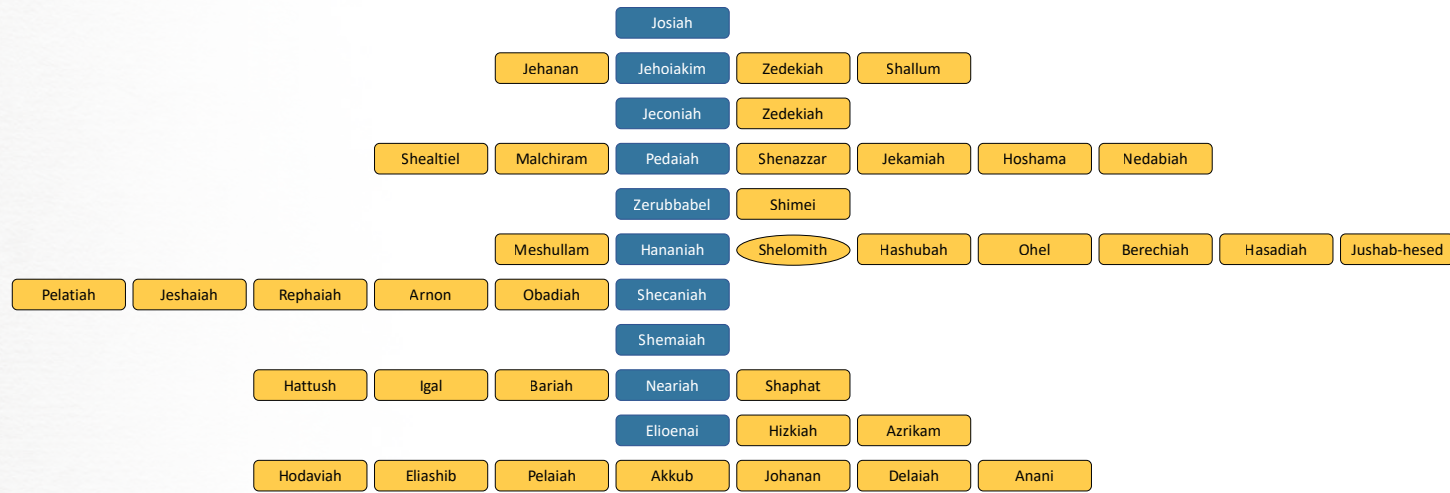 Josiah
Jehanan Jehoiakim Zedekiah Shallum
Jeconiah Zedekiah
Shealtiel Malchiram Pedaiah Shenazzar Jekamiah Hoshama Nedabiah
Zerubbabel Shimei
Meshullam Hananiah Shelomith Hashubah Ohel Berechiah Hasadiah Jushab-hesed
Pelatiah Jeshaiah Rephaiah Arnon Obadiah Shecaniah
Shemaiah
Hattush Igal Bariah Neariah Shaphat
Elioenai Hizkiah Azrikam
Hodaviah Eliashib Pelaiah Akkub Johanan Delaiah Anani